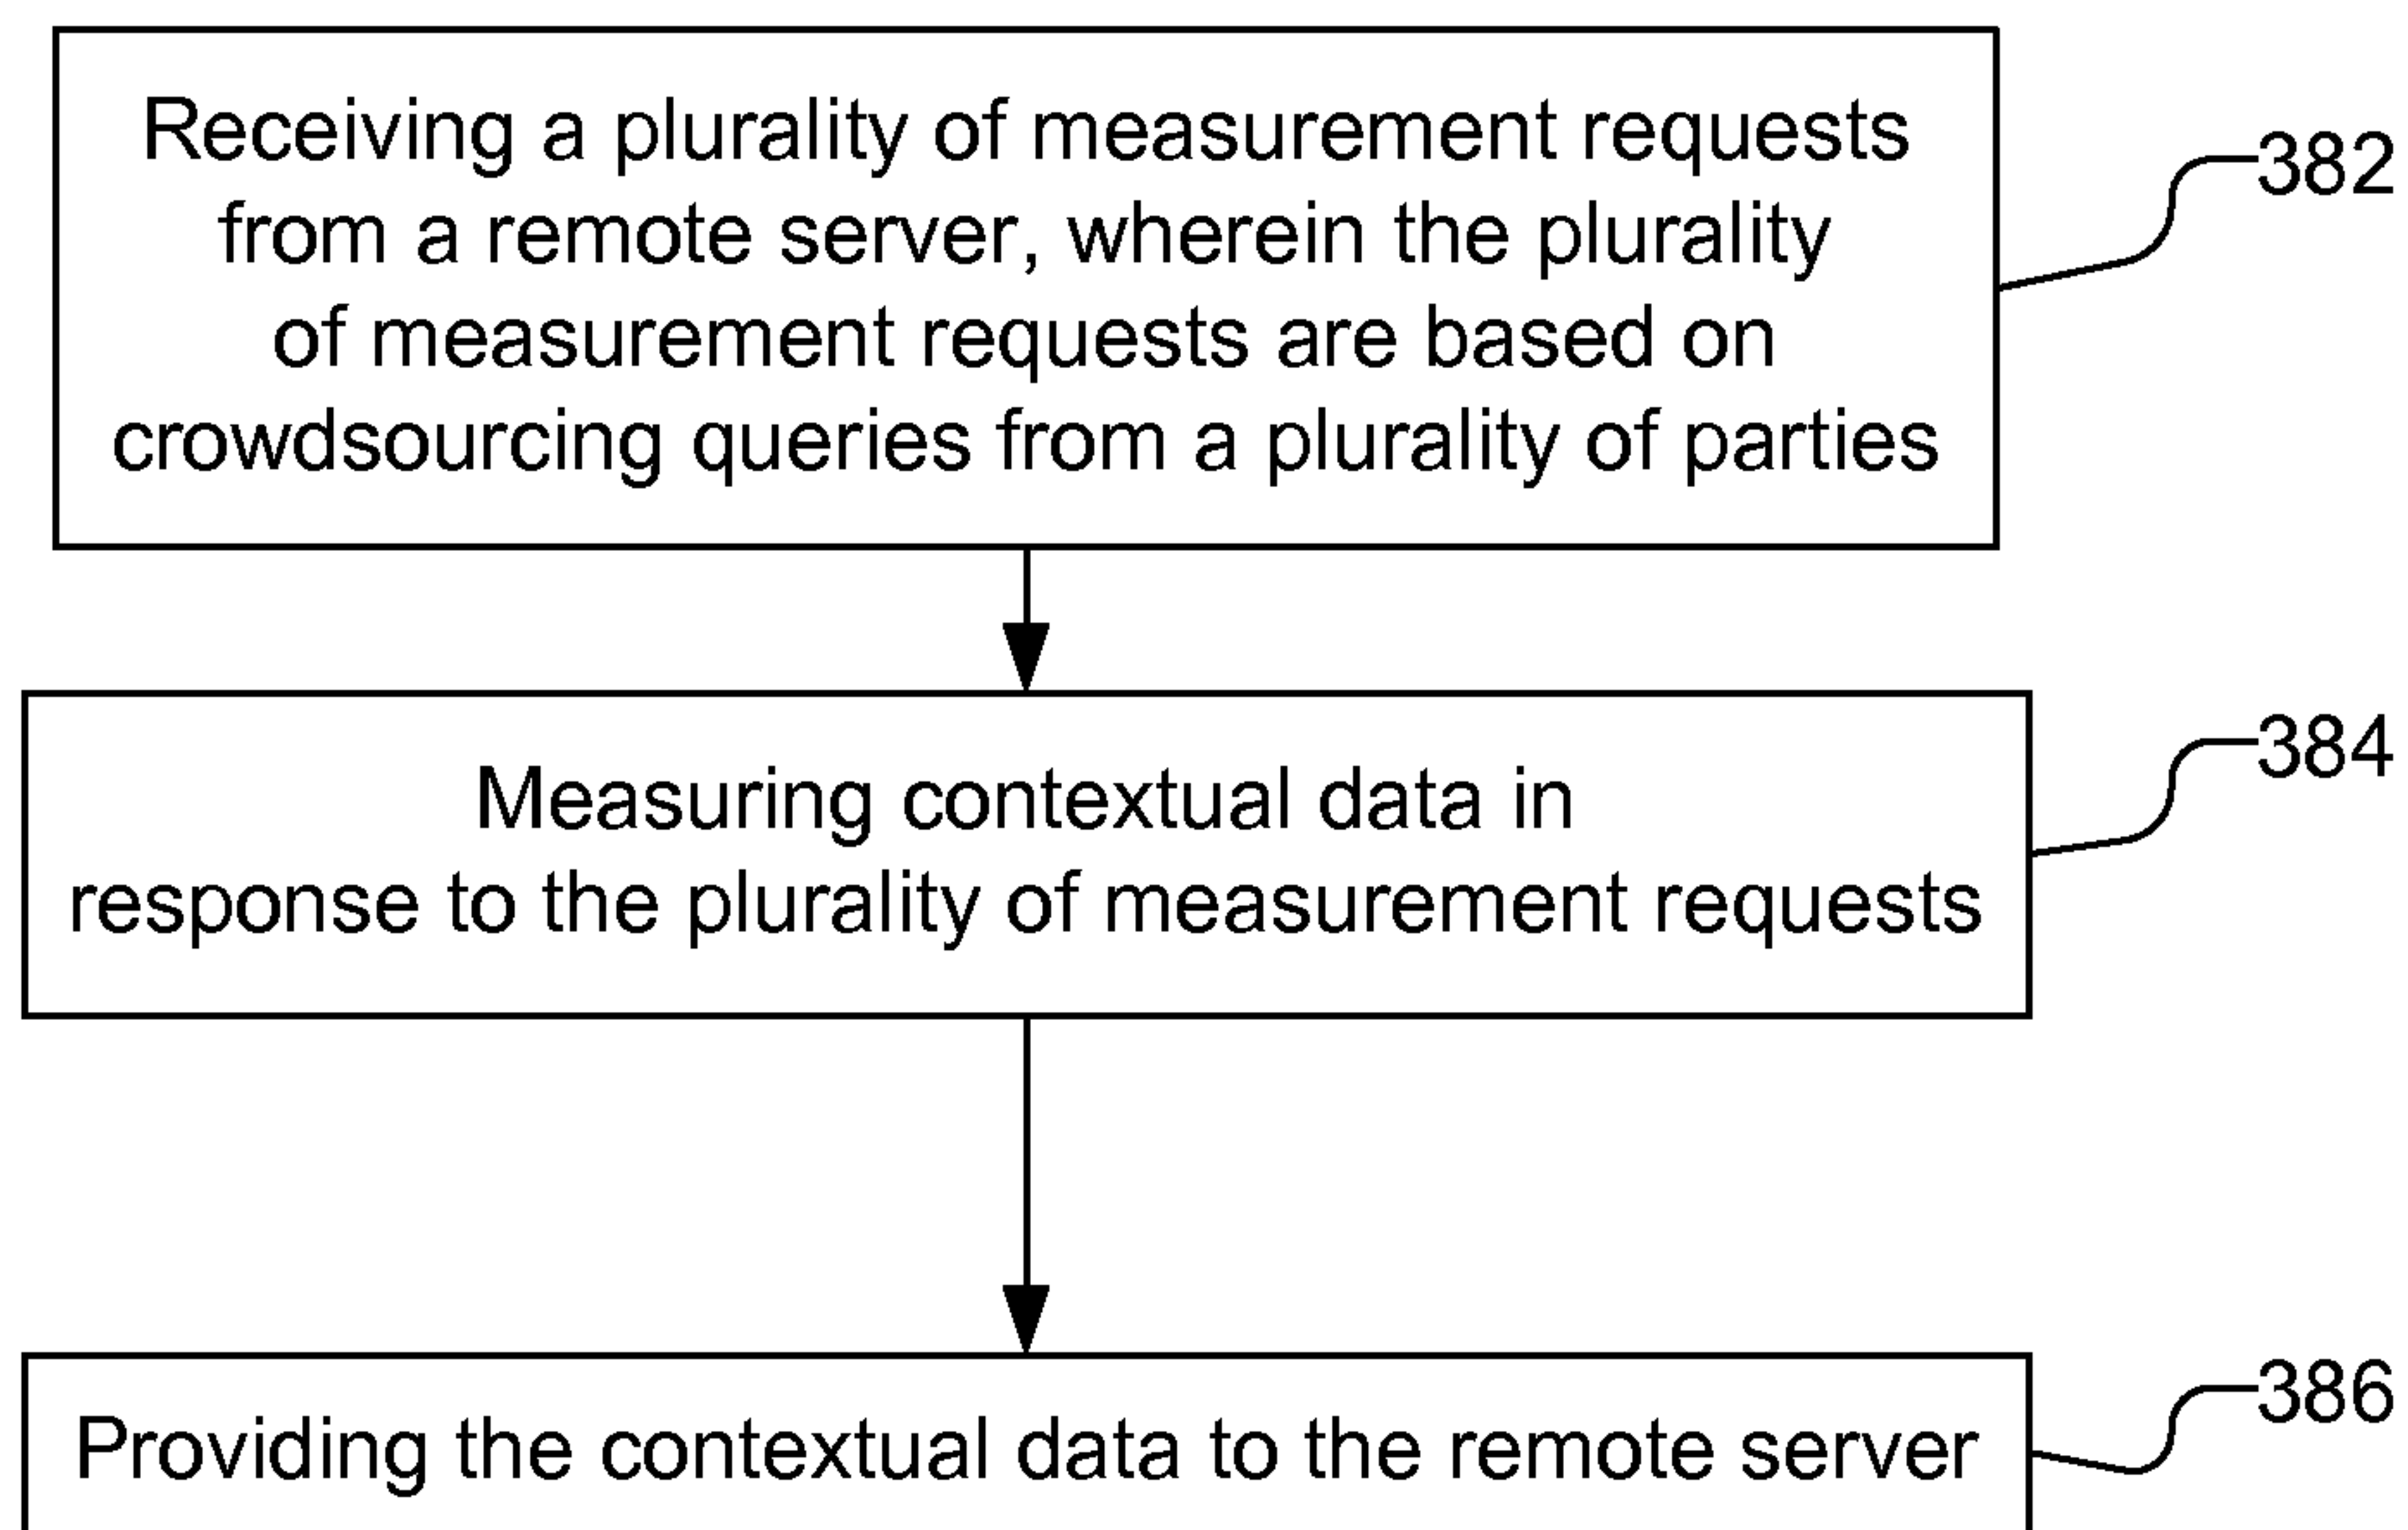 Receiving a plurality of measurement requests
from a remote server, wherein the plurality
of measurement requests are based on
crowdsourcing queries from a plurality of parties
382
Measuring contextual data in
response to the plurality of measurement requests
384
Providing the contextual data to the remote server
386